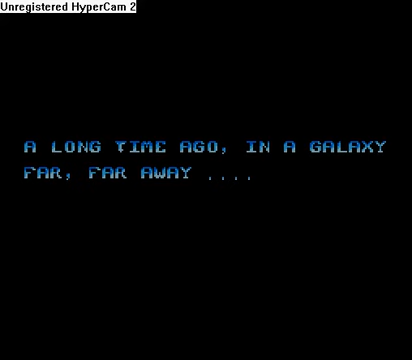 Unregistered HyperCam 2
A LONG TIME AGO, IN A GALAXY
FAR, FAR AWAY ....